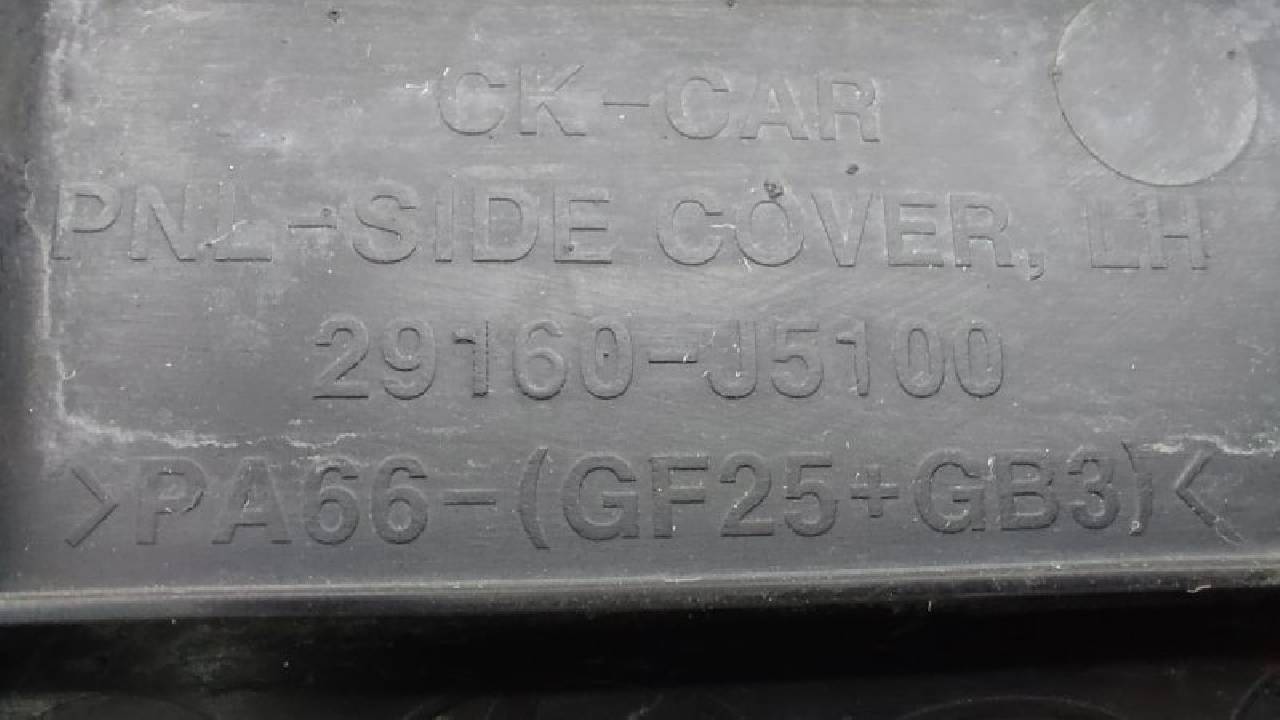 CK-CAR
PNL-SIDE COVER, LH
29160-J5100
>PA66-(GF25+GB3)<